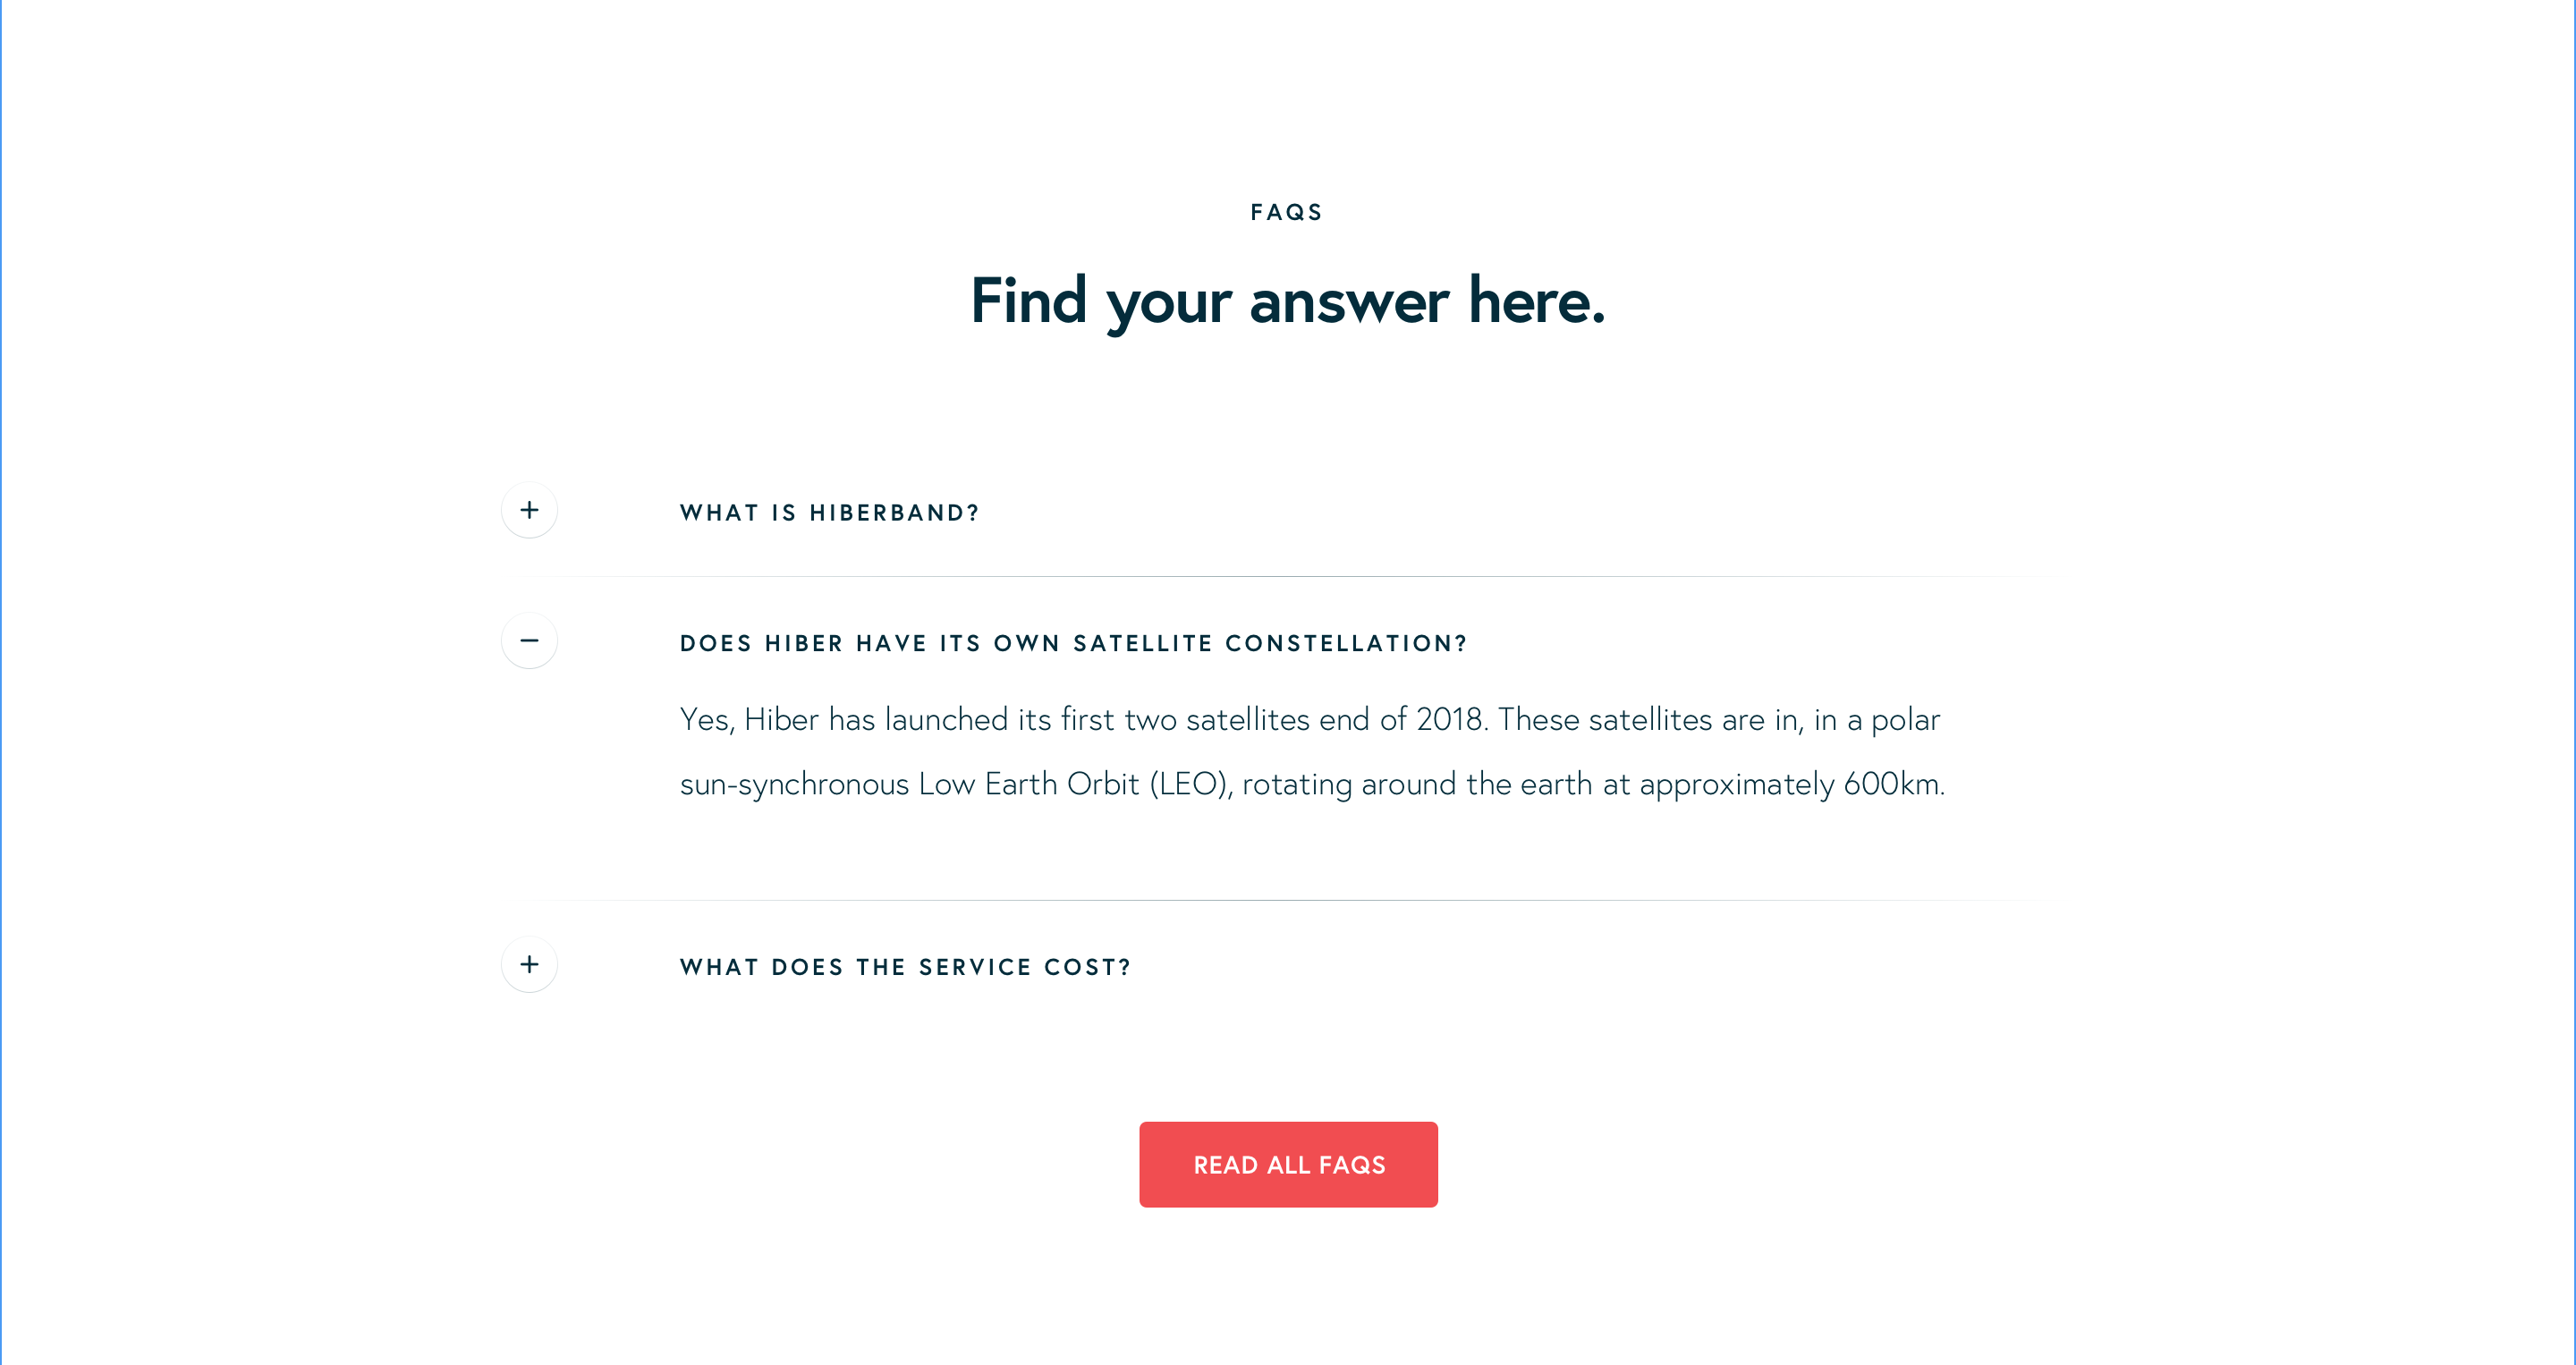 FAQS
Find your answer here.
WHAT IS HIBERBAND?
DOES HIBER HAVE ITS OWN SATELLITE CONSTELLATION?
Yes, Hiber has launched its first two satellites end of 2018. These satellites are in, in a polar
sun-synchronous Low Earth Orbit (LEO), rotating around the earth at approximately 600km.
WHAT DOES THE SERVICE COST?
READ ALL FAQS